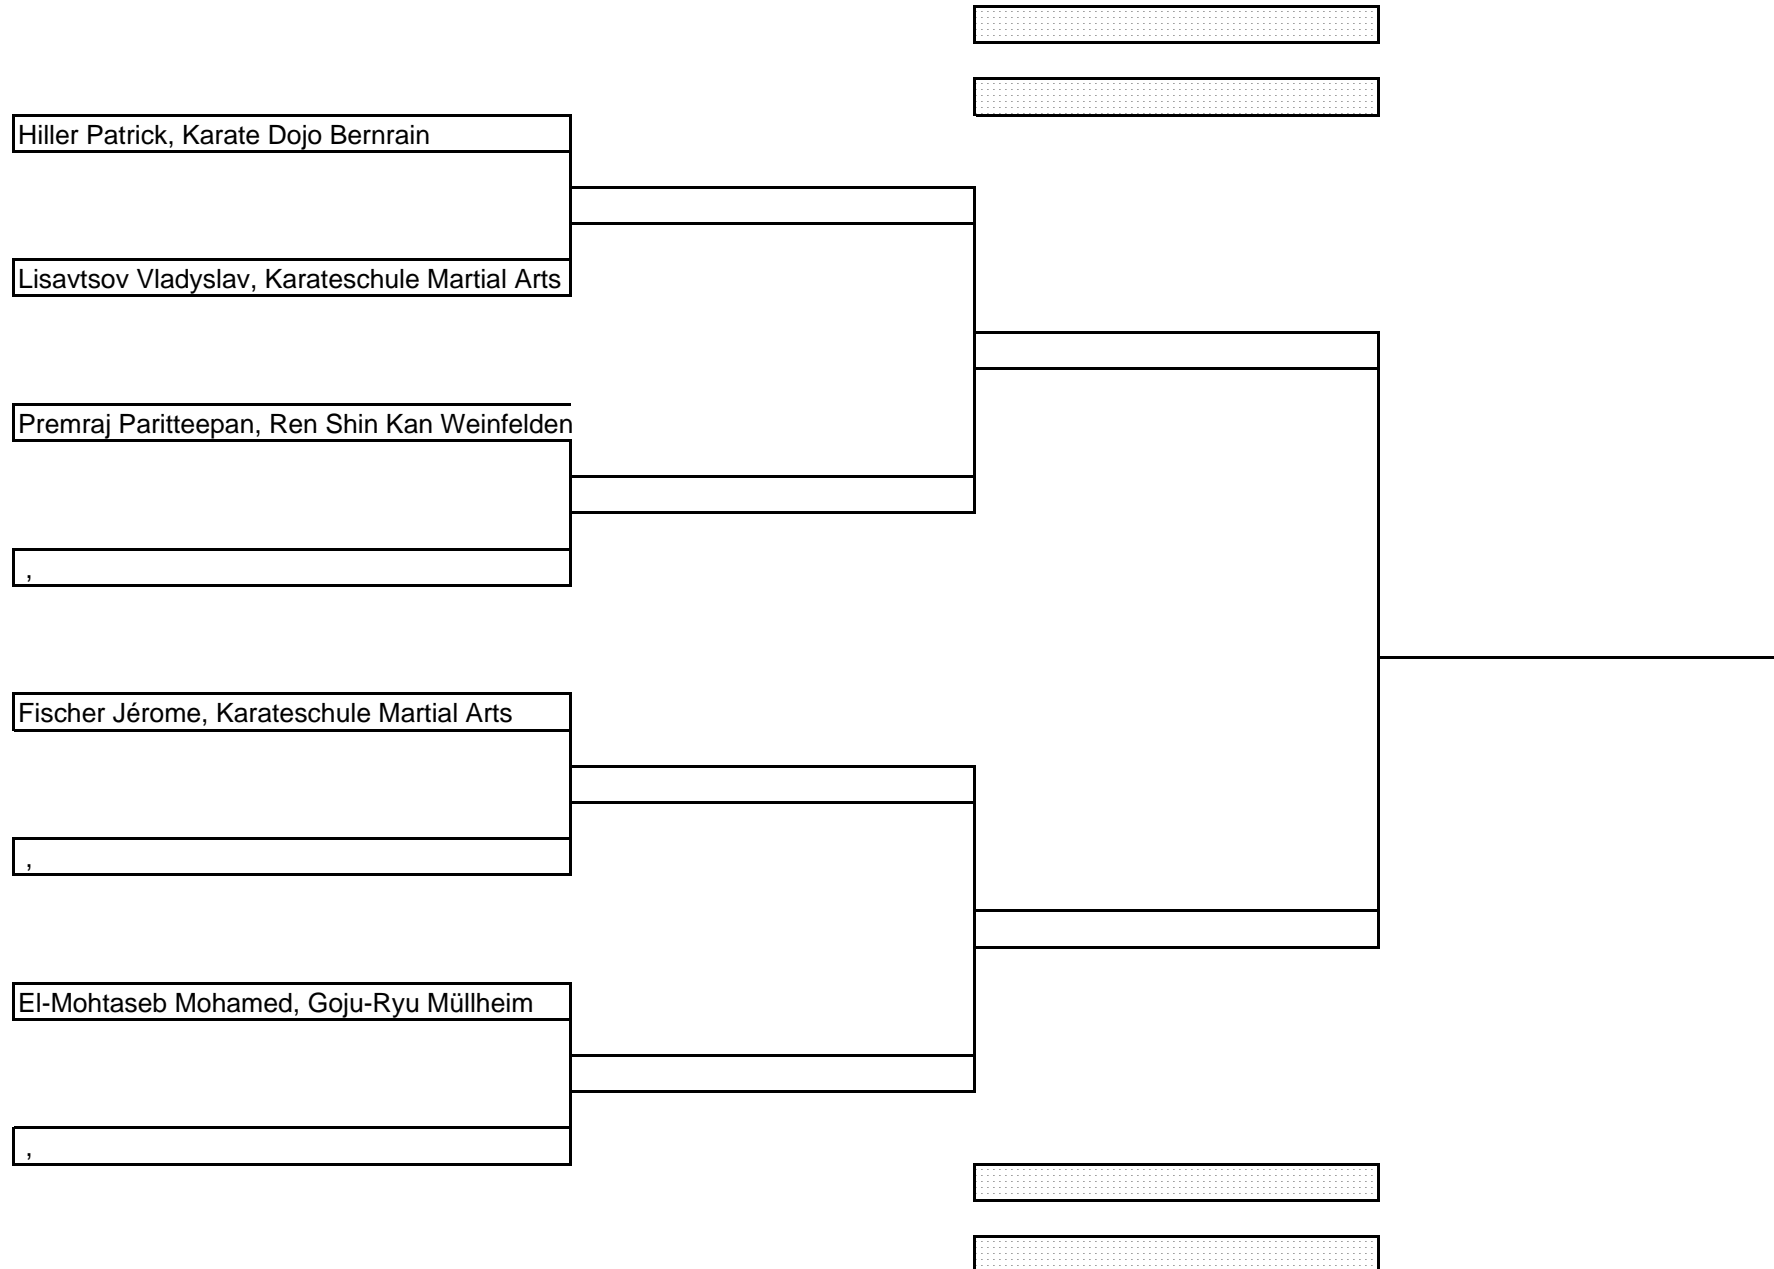 Hiller Patrick, Karate Dojo Bernrain
Lisavtsov Vladyslav, Karateschule Martial Arts
Premraj Paritteepan, Ren Shin Kan Weinfelden
,
Fischer Jérome, Karateschule Martial Arts
,
El-Mohtaseb Mohamed, Goju-Ryu Müllheim
,